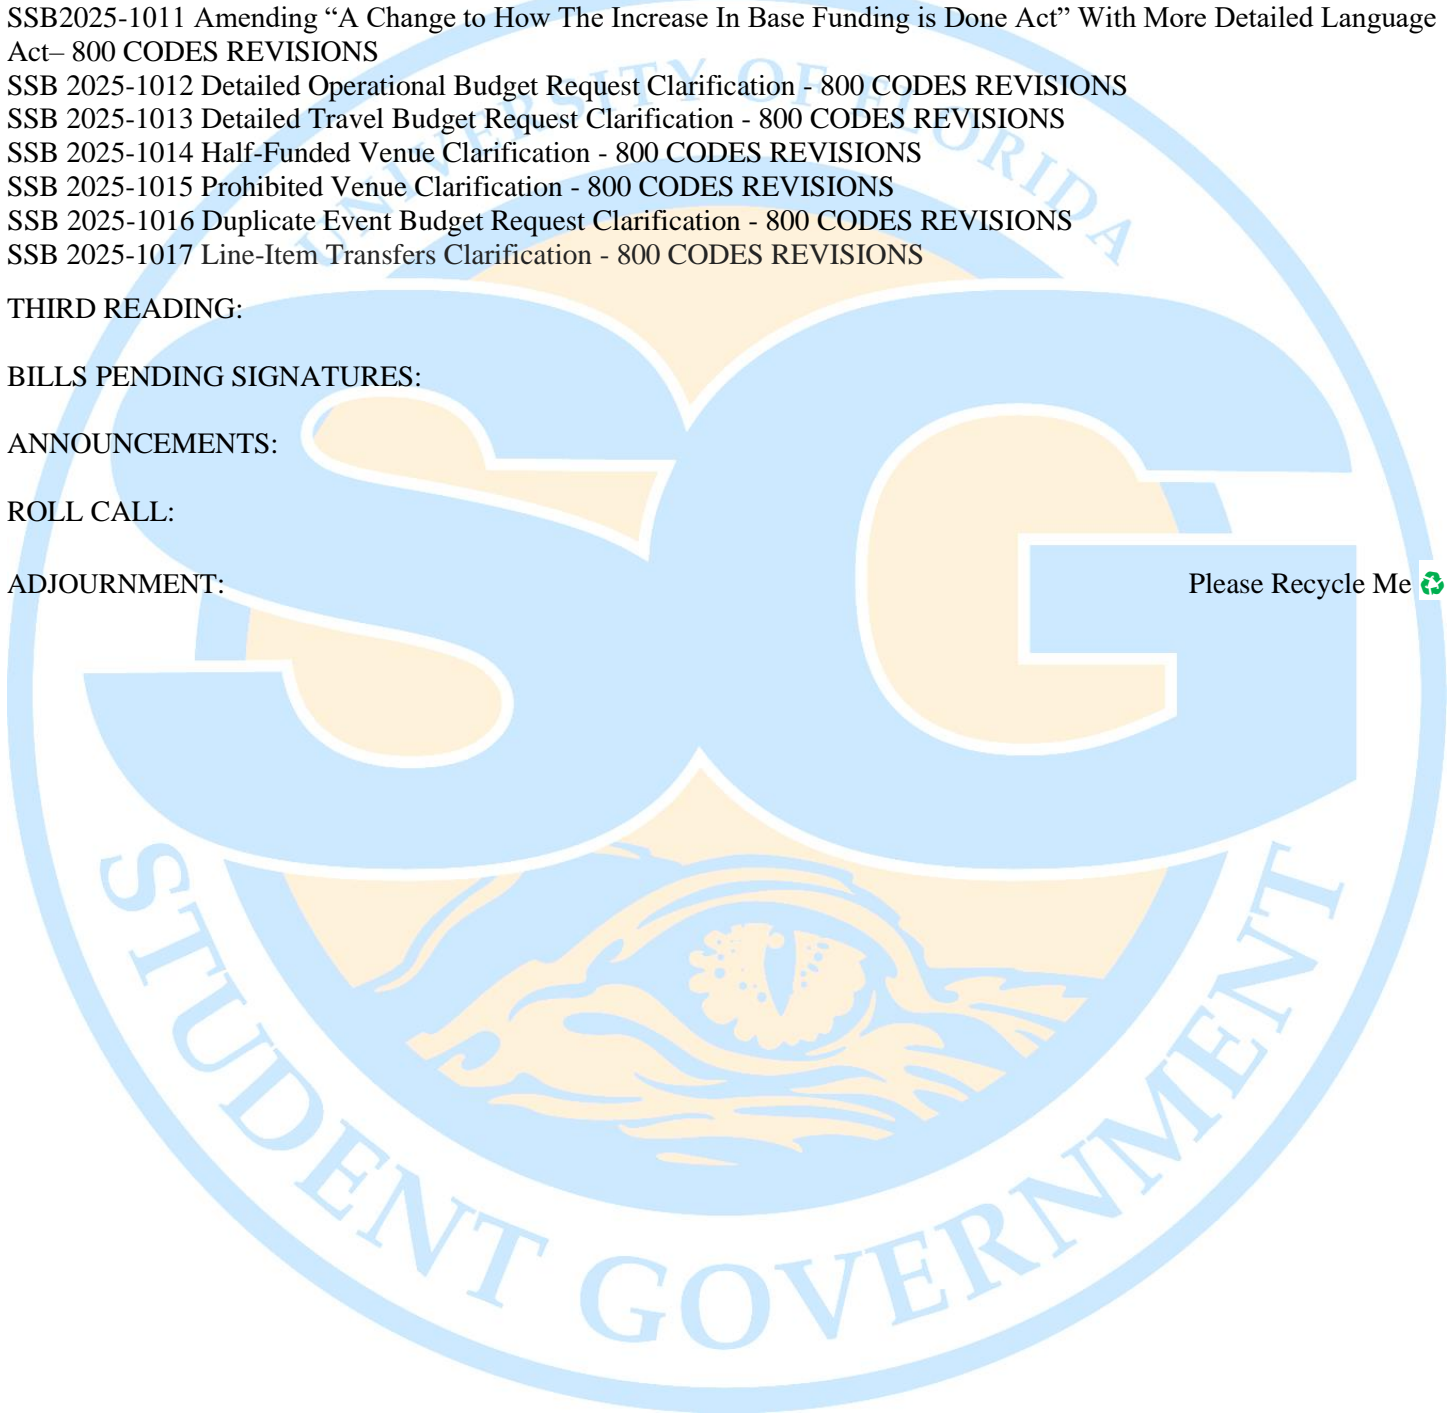 SSB2025-1011 Amending “A Change to How The Increase In Base Funding is Done Act” With More Detailed Language
Act– 800 CODES REVISIONS
SSB 2025-1012 Detailed Operational Budget Request Clarification - 800 CODES REVISIONS
SSB 2025-1013 Detailed Travel Budget Request Clarification - 800 CODES REVISIONS
SSB 2025-1014 Half-Funded Venue Clarification - 800 CODES REVISIONS
SSB 2025-1015 Prohibited Venue Clarification - 800 CODES REVISIONS
SSB 2025-1016 Duplicate Event Budget Request Clarification - 800 CODES REVISIONS
SSB 2025-1017 Line-Item Transfers Clarification - 800 CODES REVISIONS
THIRD READING:
BILLS PENDING SIGNATURES:
ANNOUNCEMENTS:
ROLL CALL:
ADJOURNMENT:
Please Recycle Me
UNIVERSITY OF FLORIDA
SG
STUDENT GOVERNMENT